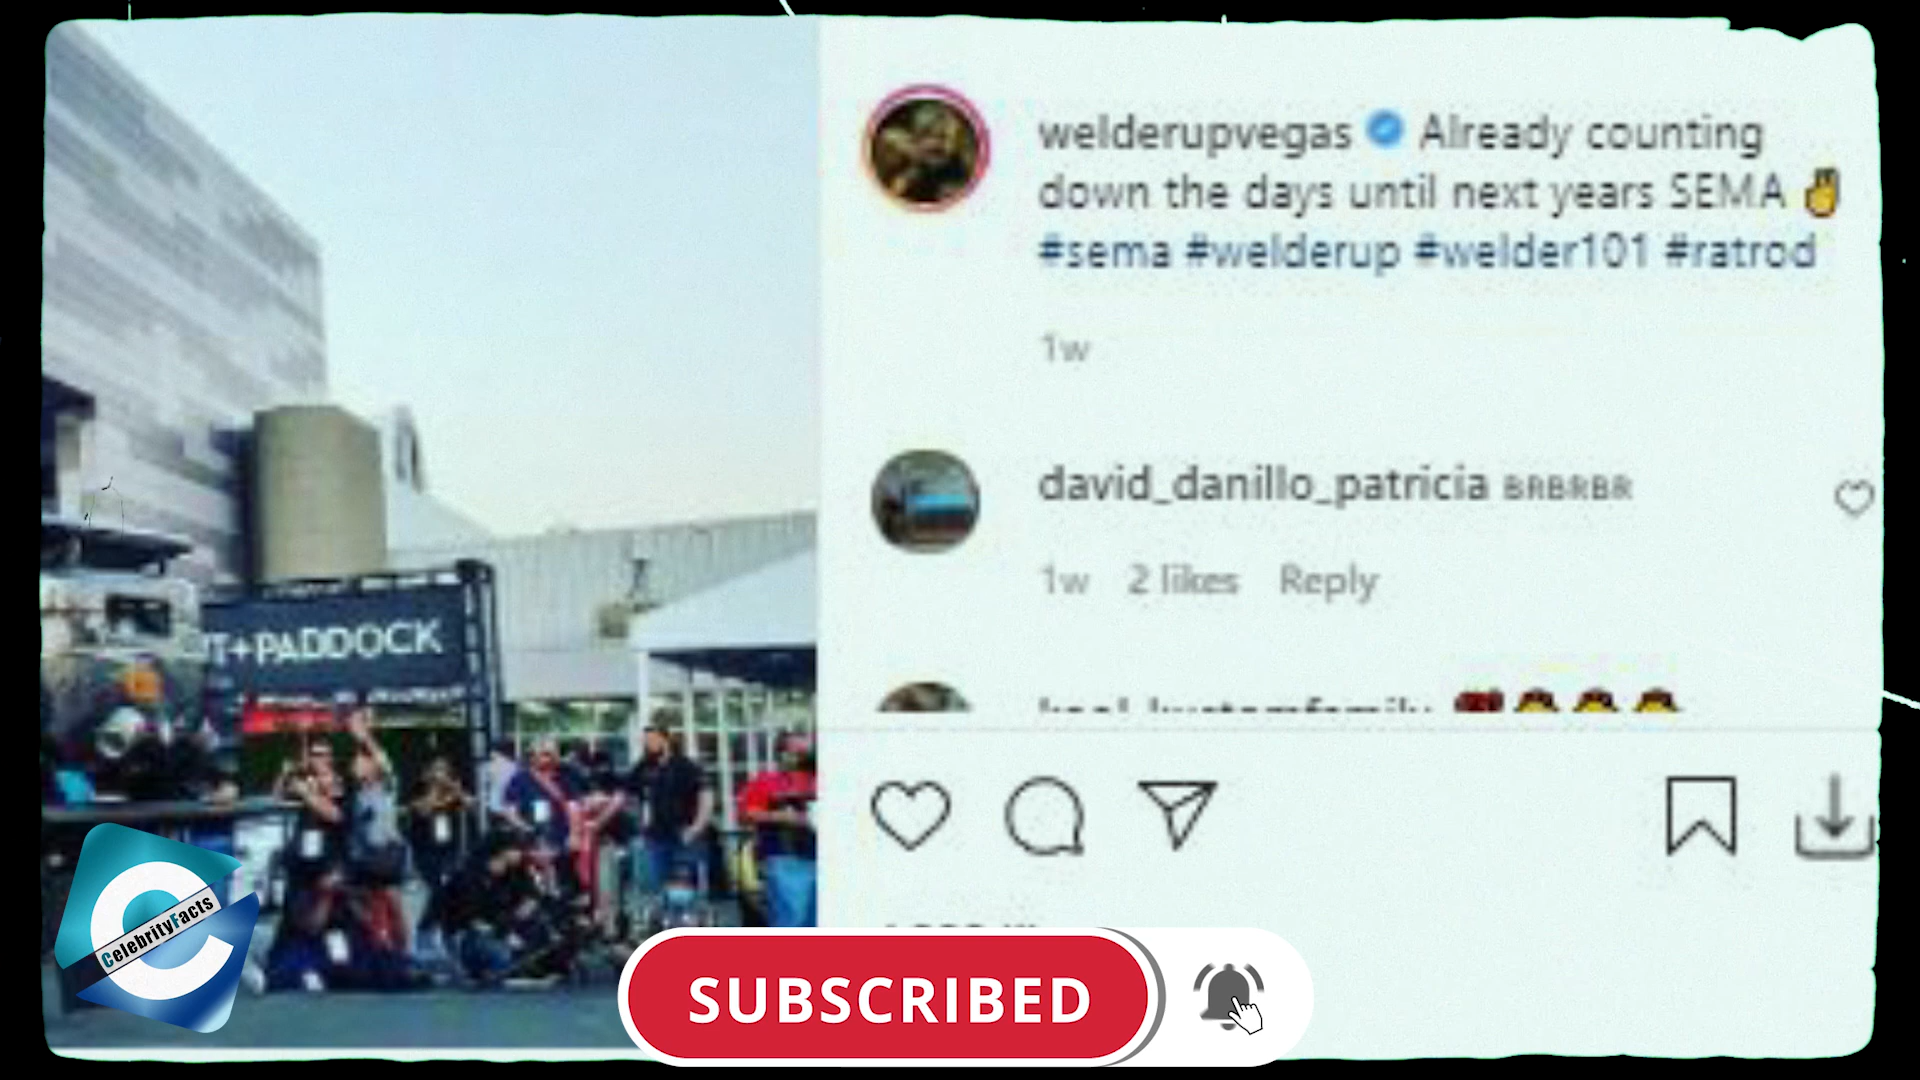 welderupvegas Already counting
down the days until next years SEMA
#sema #welderup #welder101 #ratrod
1w
david_danillo_patricia BRBRBR
1w 2 likes Reply
+PADDOCK
CelebrityFacts
SUBSCRIBED